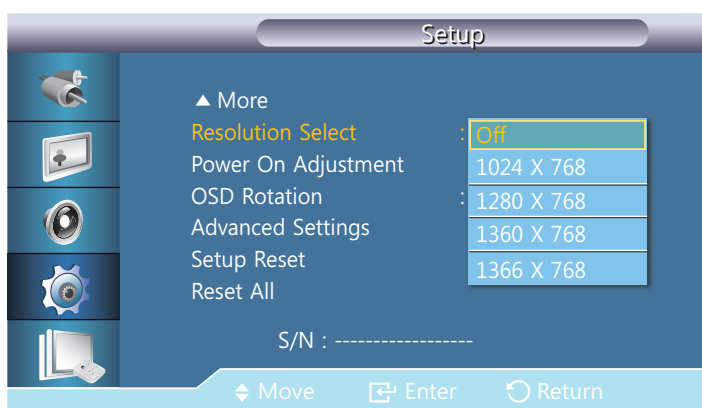 Setup
▲ More
Resolution Select : Off
Power On Adjustment 1024 X 768
OSD Rotation : 1280 X 768
Advanced Settings 1360 X 768
Setup Reset 1366 X 768
Reset All
S/N : ------------------
Move Enter Return